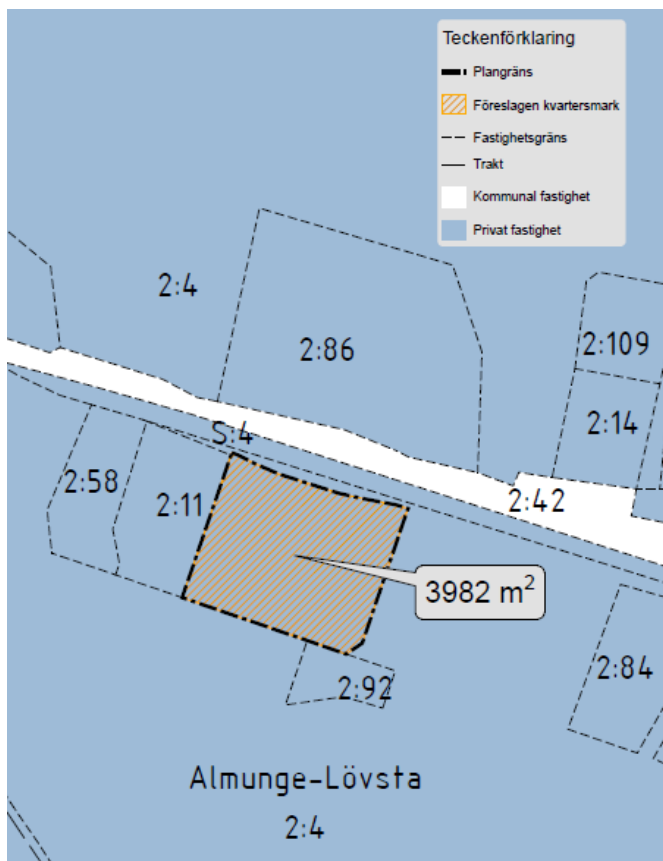 Teckenförklaring
Plangräns
Föreslagen kvartersmark
Fastighetsgräns
Trakt
Kommunal fastighet
Privat fastighet
2:4
2:86
2:109
2:14
S:4
2:58
2:11
2:42
3982 m²
2:84
2:92
Almunge-Lövsta
2:4